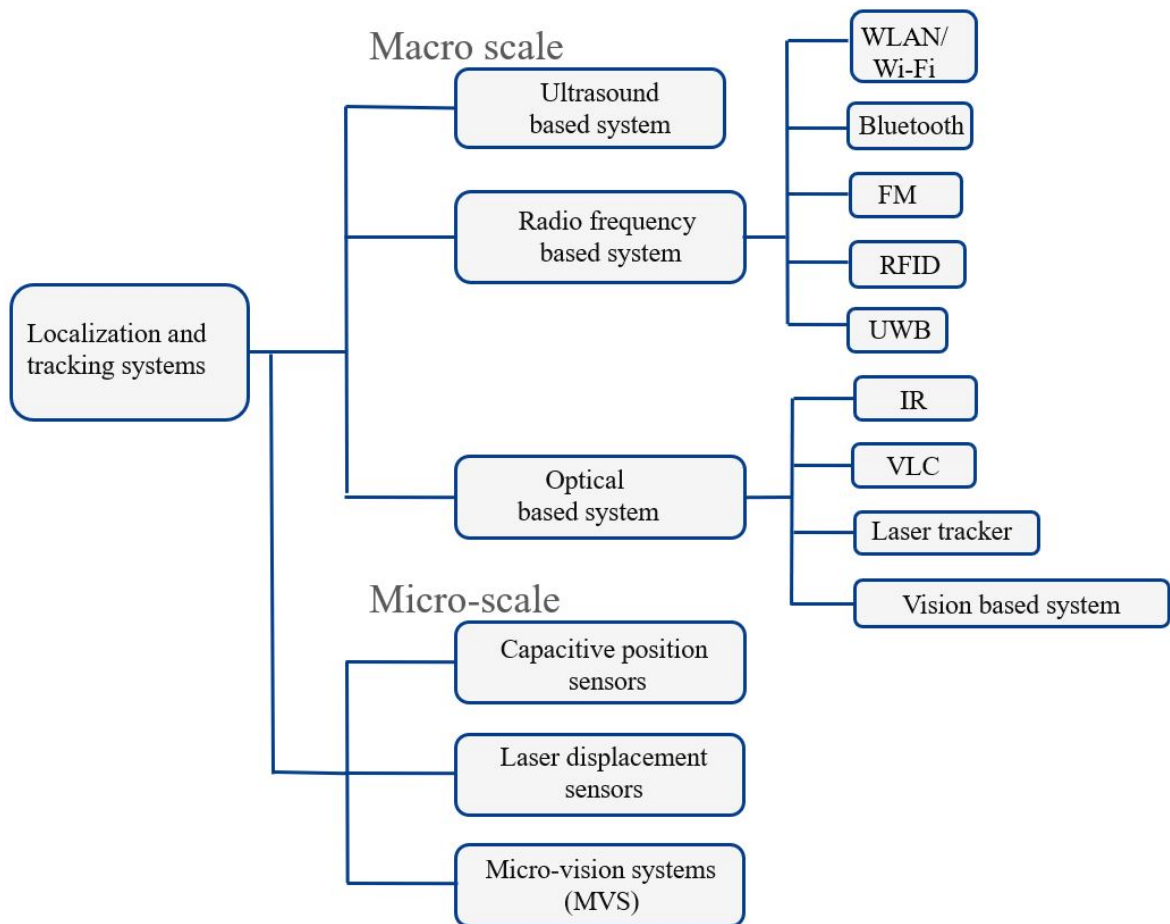 Macro scale
Ultrasound
based system
Radio frequency
based system
Optical
based system
WLAN/
Wi-Fi
Bluetooth
FM
RFID
UWB
IR
VLC
Laser tracker
Vision based system
Localization and
tracking systems
Micro-scale
Capacitive position
sensors
Laser displacement
sensors
Micro-vision systems
(MVS)